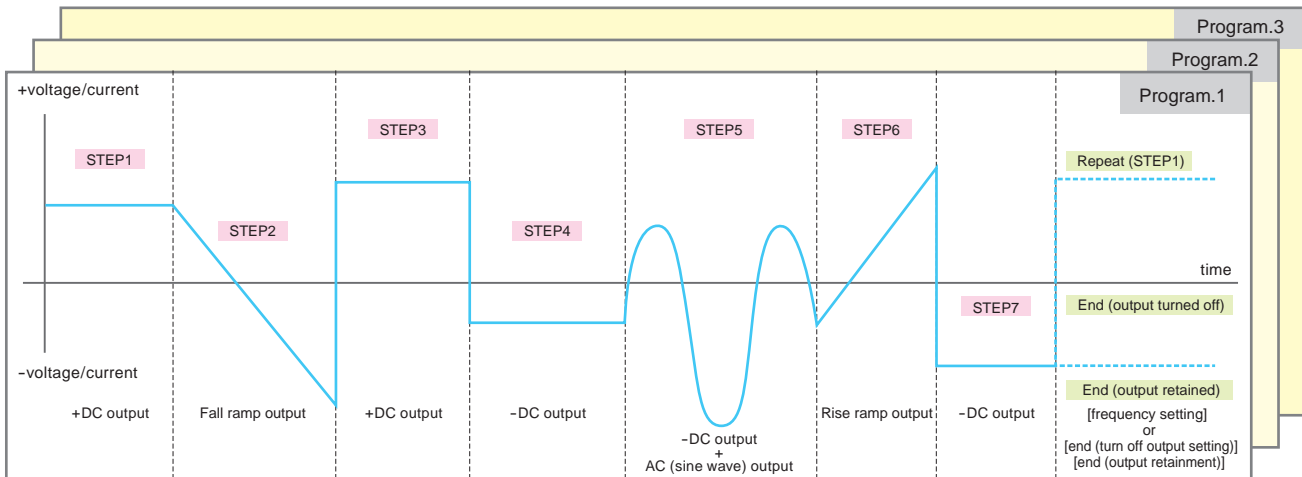 Program.3
Program.2
Program.1
+voltage/current
STEP1
STEP2
STEP3
STEP4
STEP5
STEP6
STEP7
Repeat (STEP1)
time
End (output turned off)
End (output retained)
-voltage/current
+DC output
Fall ramp output
+DC output
-DC output
-DC output
+
AC (sine wave) output
Rise ramp output
-DC output
[frequency setting]
or
[end (turn off output setting)]
[end (output retainment)]